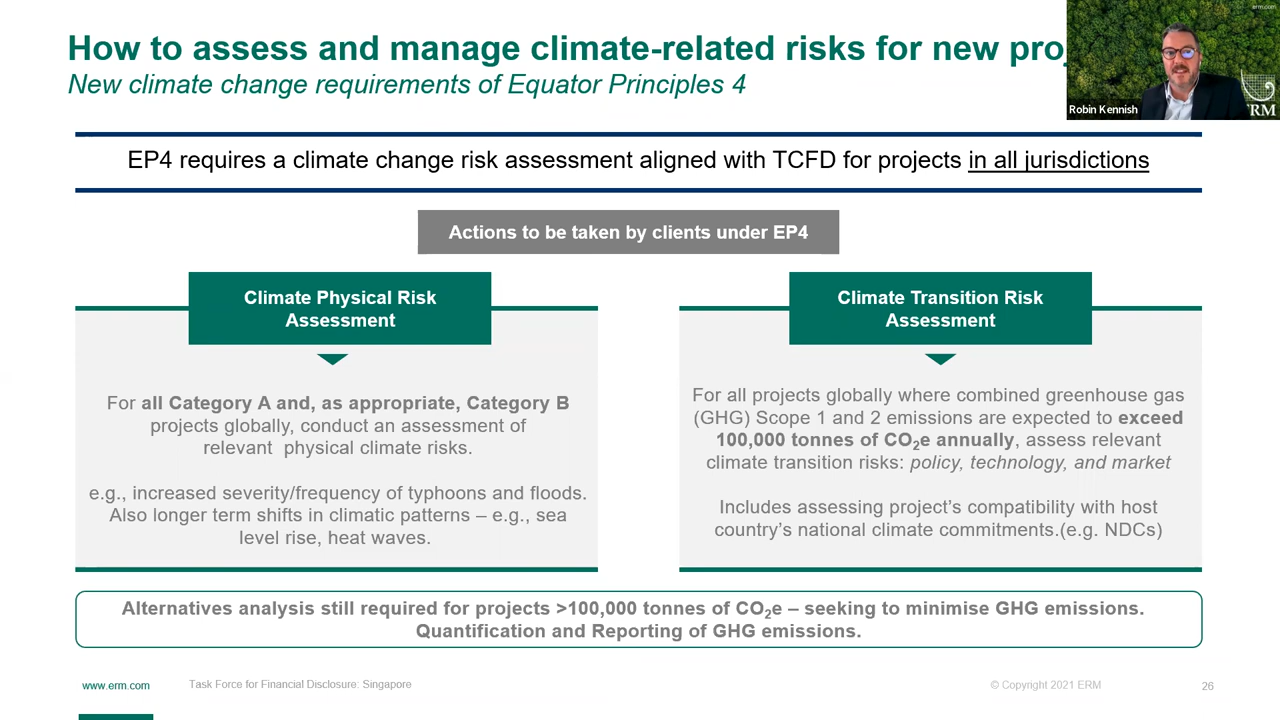 How to assess and manage climate-related risks for new
New climate change requirements of Equator Principles 4
erm.com
Robin Kennish
ERM
EP4 requires a climate change risk assessment aligned with TCFD for projects in all jurisdictions
Actions to be taken by clients under EP4
Climate Physical Risk
Assessment
For all Category A and, as appropriate, Category B
projects globally, conduct an assessment of
relevant physical climate risks.
e.g., increased severity/frequency of typhoons and floods.
Also longer term shifts in climatic patterns – e.g., sea
level rise, heat waves.
Climate Transition Risk
Assessment
For all projects globally where combined greenhouse gas
(GHG) Scope 1 and 2 emissions are expected to exceed
100,000 tonnes of CO₂e annually, assess relevant
climate transition risks: policy, technology, and market
Includes assessing project’s compatibility with host
country’s national climate commitments.(e.g. NDCs)
Alternatives analysis still required for projects >100,000 tonnes of CO₂e – seeking to minimise GHG emissions.
Quantification and Reporting of GHG emissions.
www.erm.com
Task Force for Financial Disclosure: Singapore
© Copyright 2021 ERM
26